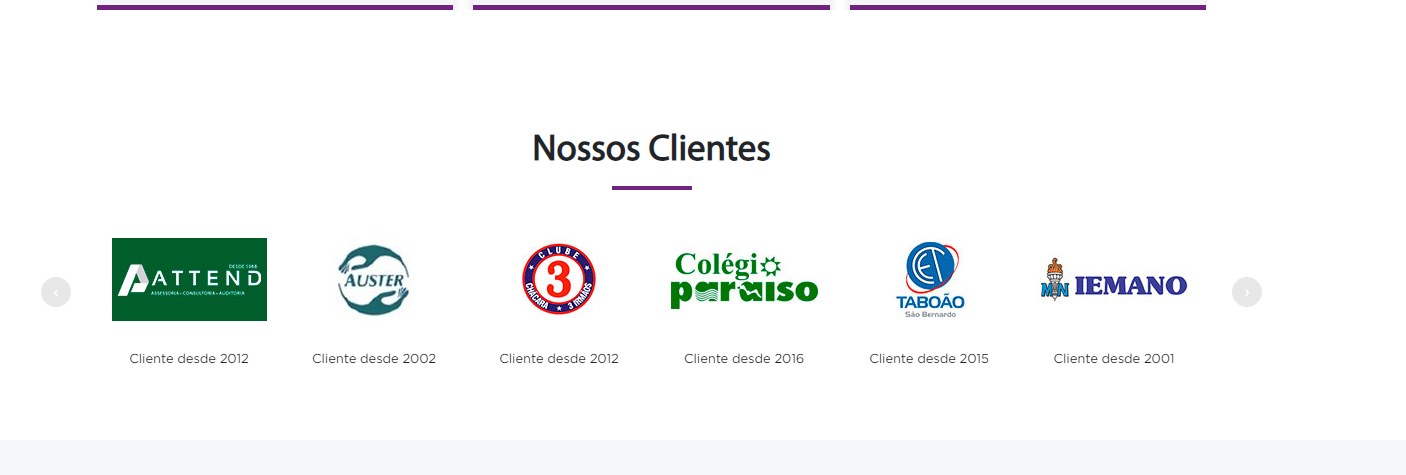 Nossos Clientes
DESDE 1988
ATTEND
ASSESSORIA • CONSULTORIA • AUDITORIA
AUSTER
CLUBE
3
CHÁCARA ★ 3 IRMÃOS
Colégio
paraiso
CET
TABOÃO
São Bernardo
MN IEMANO
‹
›
Cliente desde 2012
Cliente desde 2002
Cliente desde 2012
Cliente desde 2016
Cliente desde 2015
Cliente desde 2001